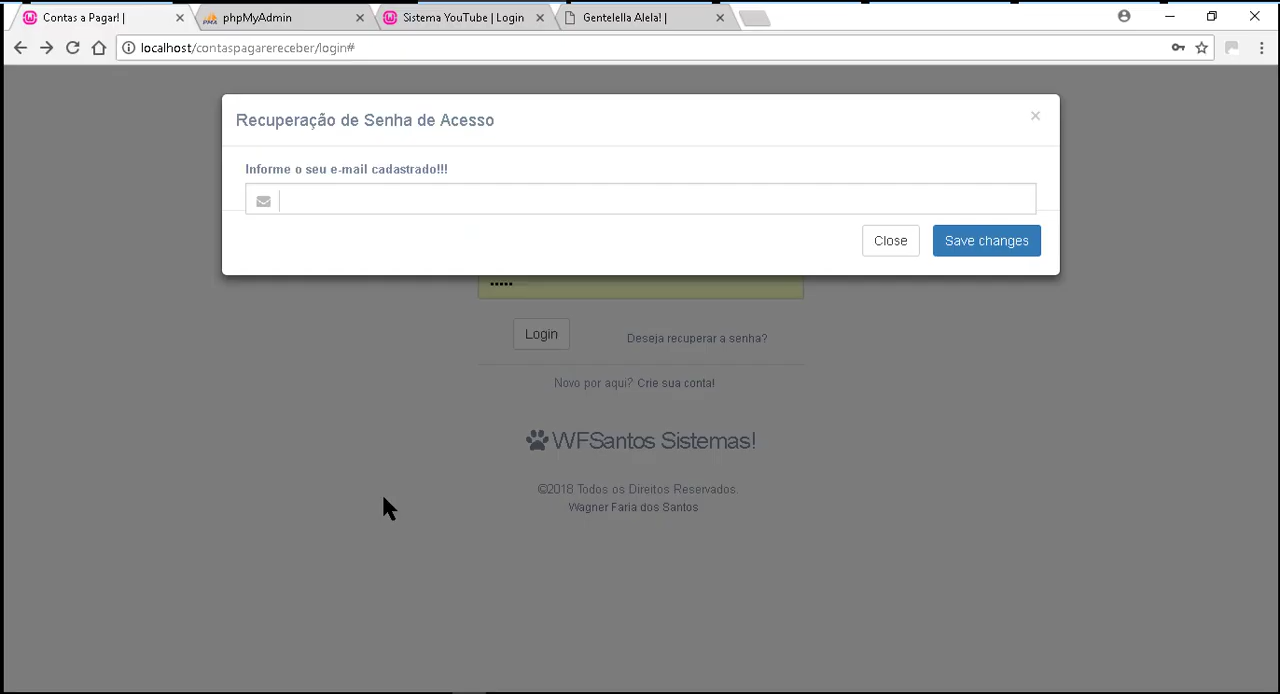 Contas a Pagar! |
phpMyAdmin
Sistema YouTube | Login
Gentelella Alela! |
localhost/contaspagarereceber/login#
Recuperação de Senha de Acesso
×
Informe o seu e-mail cadastrado!!!
Close
Save changes
•••••
Login
Deseja recuperar a senha?
Novo por aqui? Crie sua conta!
WFSantos Sistemas!
©2018 Todos os Direitos Reservados.
Wagner Faria dos Santos